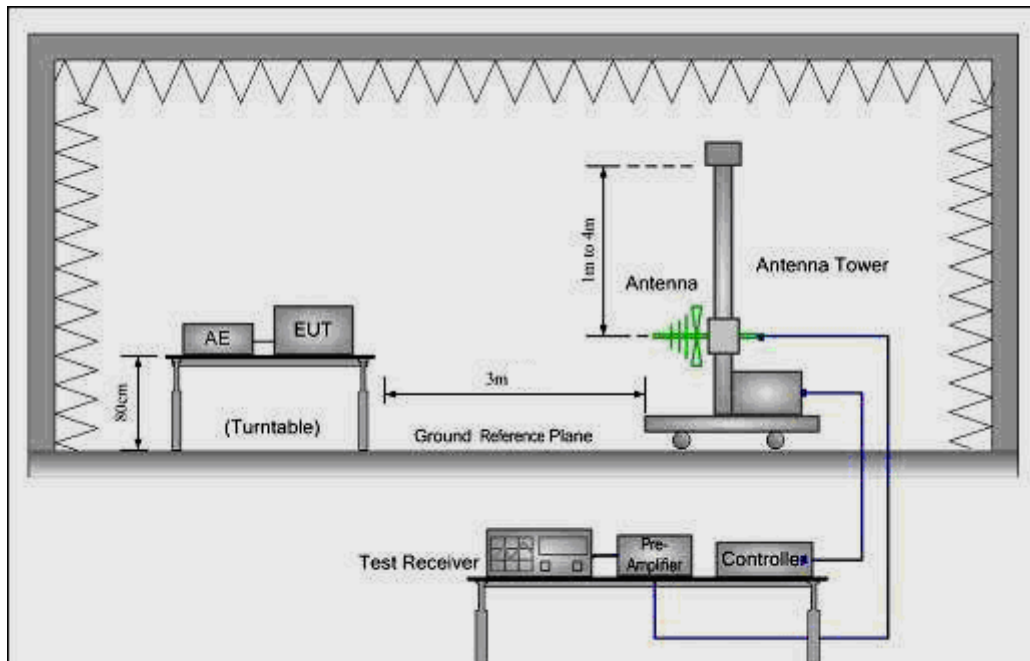 1m to 4m
Antenna
Antenna Tower
AE
EUT
80cm
3m
(Turntable)
Ground Reference Plane
Test Receiver
Pre-
Amplifier
Controller